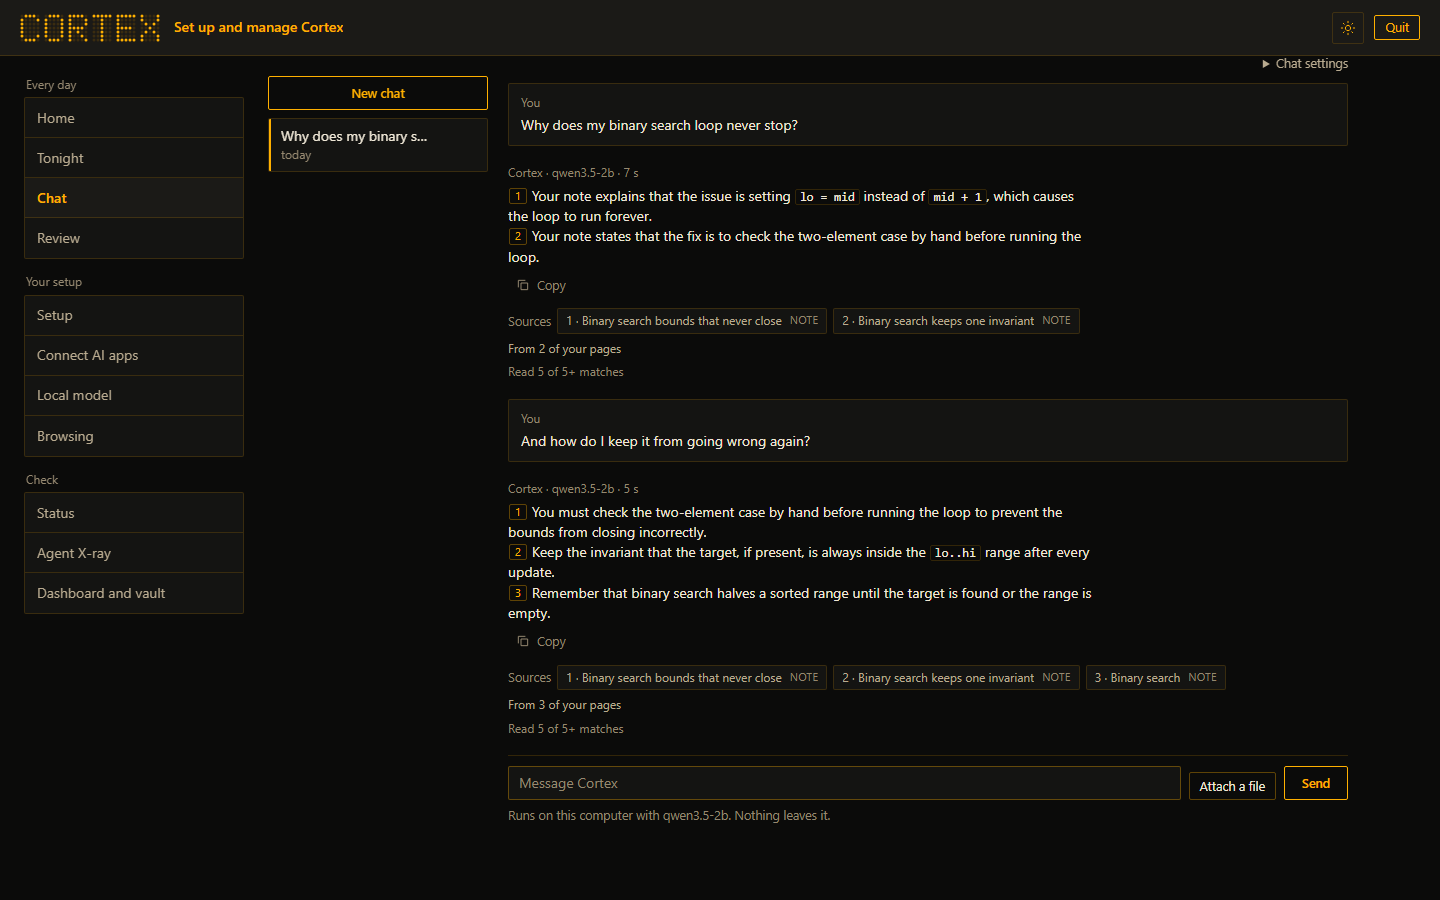 CORTEX Set up and manage Cortex
Quit
Every day
Home
Tonight
Chat
Review
Your setup
Setup
Connect AI apps
Local model
Browsing
Check
Status
Agent X-ray
Dashboard and vault
New chat
Why does my binary s...
today
Chat settings
You
Why does my binary search loop never stop?
Cortex · qwen3.5-2b · 7 s
1 Your note explains that the issue is setting lo = mid instead of mid + 1, which causes
the loop to run forever.
2 Your note states that the fix is to check the two-element case by hand before running the
loop.
Copy
Sources 1 · Binary search bounds that never close NOTE 2 · Binary search keeps one invariant NOTE
From 2 of your pages
Read 5 of 5+ matches
You
And how do I keep it from going wrong again?
Cortex · qwen3.5-2b · 5 s
1 You must check the two-element case by hand before running the loop to prevent the
bounds from closing incorrectly.
2 Keep the invariant that the target, if present, is always inside the lo..hi range after every
update.
3 Remember that binary search halves a sorted range until the target is found or the range is
empty.
Copy
Sources 1 · Binary search bounds that never close NOTE 2 · Binary search keeps one invariant NOTE 3 · Binary search NOTE
From 3 of your pages
Read 5 of 5+ matches
Message Cortex
Attach a file
Send
Runs on this computer with qwen3.5-2b. Nothing leaves it.